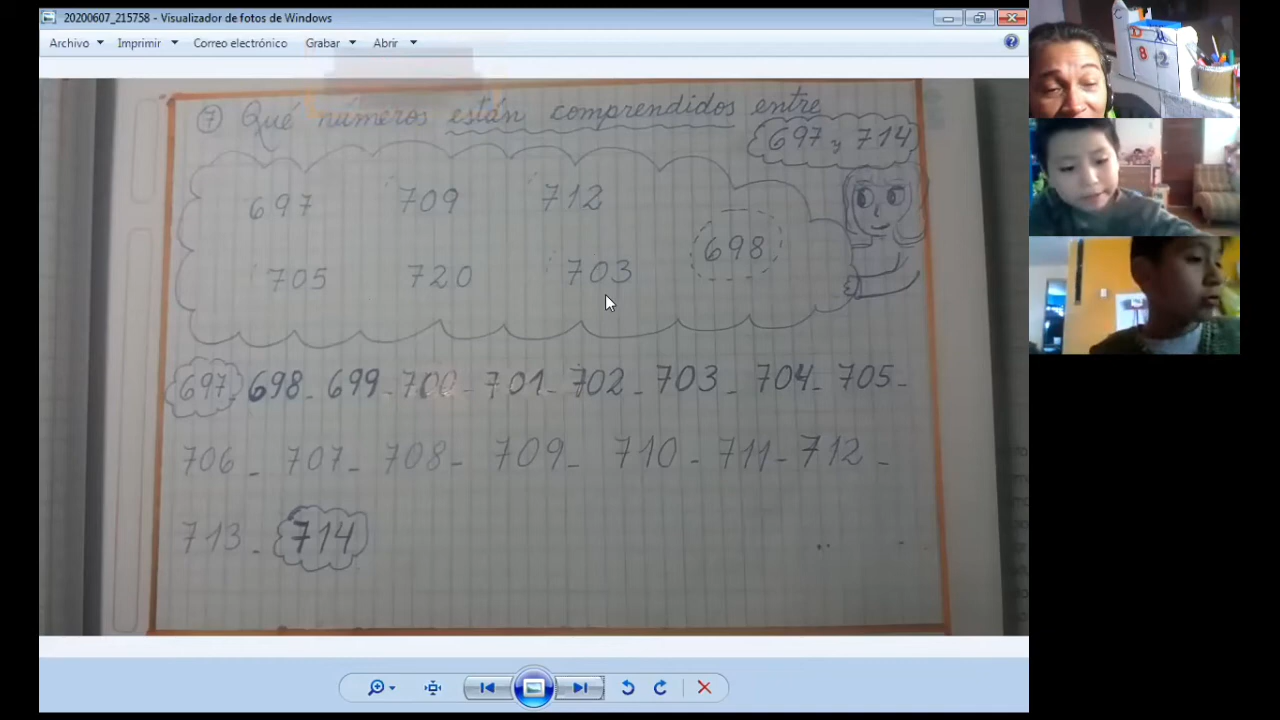 20200607_215758 - Visualizador de fotos de Windows
Archivo Imprimir Correo electrónico Grabar Abrir
7 Qué números están comprendidos entre
697 y 714
697 709 712
698
705 720 703
697 - 698 - 699 - 700 - 701 - 702 - 703 - 704 - 705 -
706 - 707 - 708 - 709 - 710 - 711 - 712 -
713 - 714
C
D U
8 2